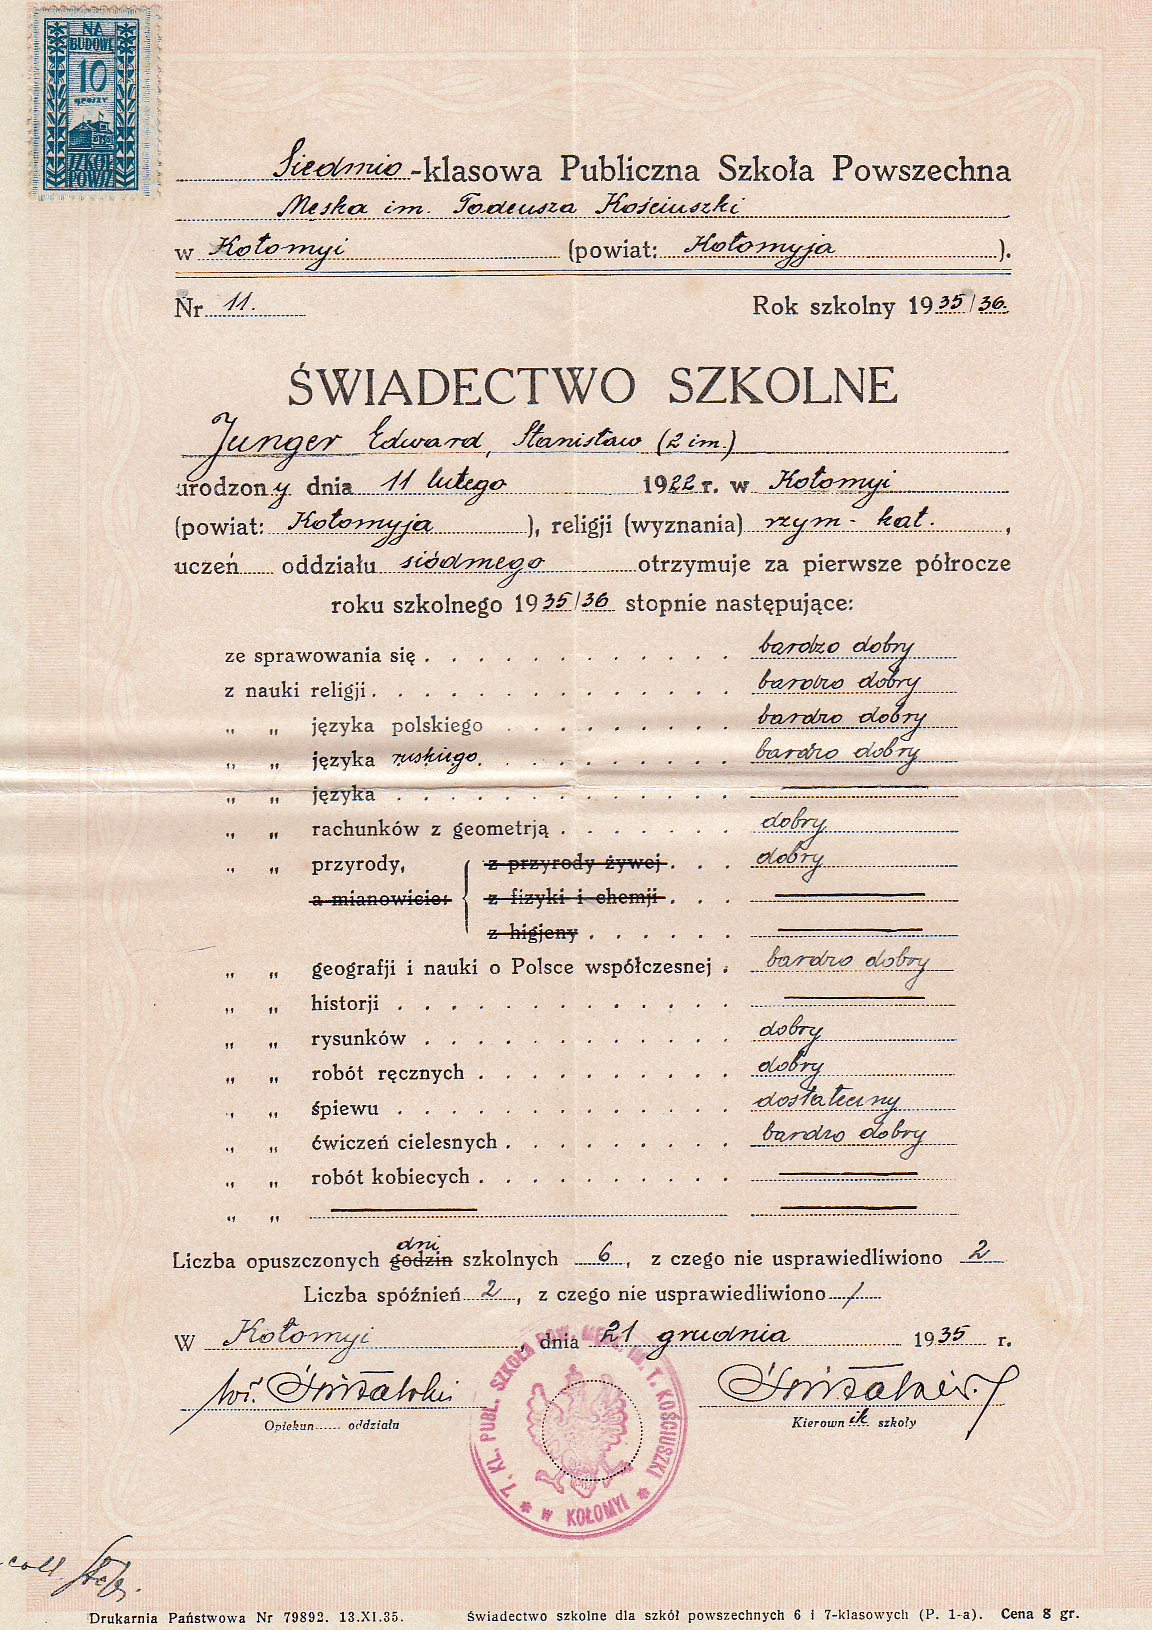 NA
BUDOWĘ
10
GROSZY
SZKÓŁ
POWSZ.
Siedmio-klasowa Publiczna Szkoła Powszechna
Męska im. Tadeusza Kościuszki
w Kołomyi (powiat: Kołomyja ).
Nr 11. Rok szkolny 1935/36.
ŚWIADECTWO SZKOLNE
Junger Edward, Stanisław (2 im.)
urodzony dnia 11 lutego 1922 r. w Kołomyi
(powiat: Kołomyja ), religji (wyznania) rzym - kat. ,
uczeń oddziału siódmego otrzymuje za pierwsze półrocze
roku szkolnego 1935/36 stopnie następujące:
ze sprawowania się . . . . . . . . . . . . bardzo dobry
z nauki religji . . . . . . . . . . . . . . bardzo dobry
„ „ języka polskiego . . . . . . . . . bardzo dobry
„ „ języka ruskiego. . . . . . . . . . bardzo dobry
„ „ języka . . . . . . . . . . . . .
„ „ rachunków z geometrją . . . . . . . dobry
„ „ przyrody, z przyrody żywej . . . dobry
a mianowicie: z fizyki i chemji . . .
z higjeny . . . . . .
„ „ geografji i nauki o Polsce współczesnej . bardzo dobry
„ „ historji . . . . . . . . . . . . .
„ „ rysunków . . . . . . . . . . . . dobry
„ „ robót ręcznych . . . . . . . . . . dobry
„ „ śpiewu . . . . . . . . . . . . . dostateczny
„ „ ćwiczeń cielesnych . . . . . . . . . bardzo dobry
„ „ robót kobiecych . . . . . . . . . .
„ „
dni
Liczba opuszczonych godzin szkolnych 6, z czego nie usprawiedliwiono 2
Liczba spóźnień 2, z czego nie usprawiedliwiono /
W Kołomyi, dnia 21 grudnia 1935 r.
Opiekun oddziału Kierownik szkoły
7. KL. PUBL. SZKOŁA POW. MĘSK. IM. T. KOŚCIUSZKI
* w KOŁOMYI *
Drukarnia Państwowa Nr 79892. 13.XI.35. Świadectwo szkolne dla szkół powszechnych 6 i 7-klasowych (P. 1-a). Cena 8 gr.